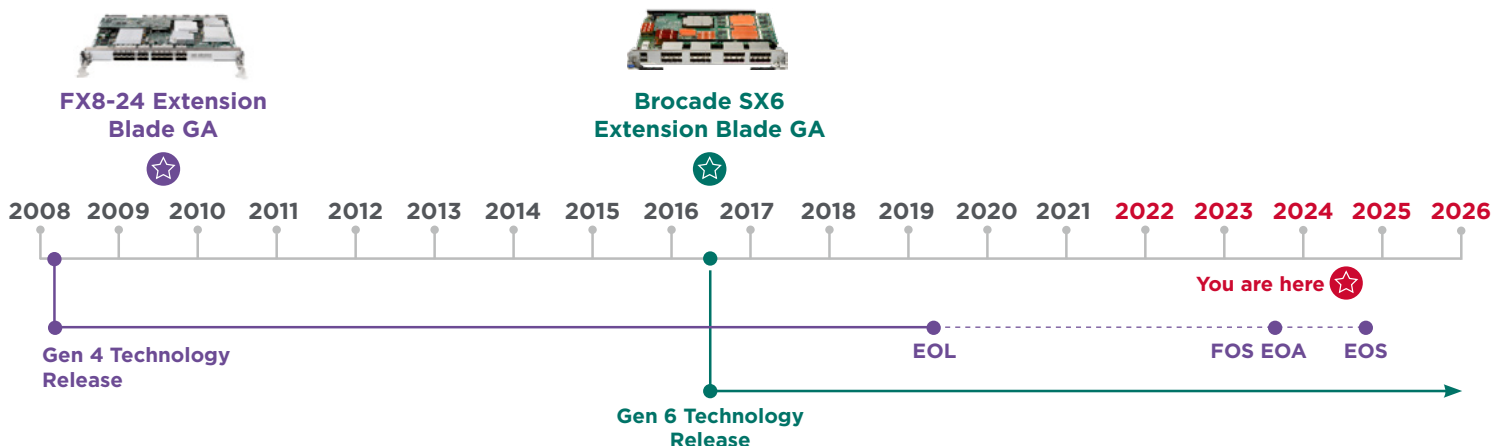 FX8-24 Extension
Blade GA
Brocade SX6
Extension Blade GA
2008 2009 2010 2011 2012 2013 2014 2015 2016 2017 2018 2019 2020 2021 2022 2023 2024 2025 2026
You are here
EOL
FOS EOA
EOS
Gen 4 Technology
Release
Gen 6 Technology
Release